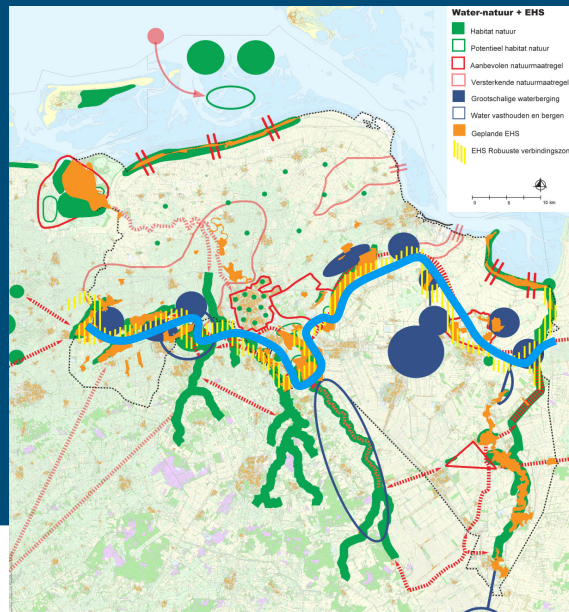 Water-natuur + EHS
Habitat natuur
Potentieel habitat natuur
Aanbevolen natuurmaatregel
Versterkende natuurmaatregel
Grootschalige waterberging
Water vasthouden en bergen
Geplande EHS
EHS Robuuste verbindingszon
0 5 10 km